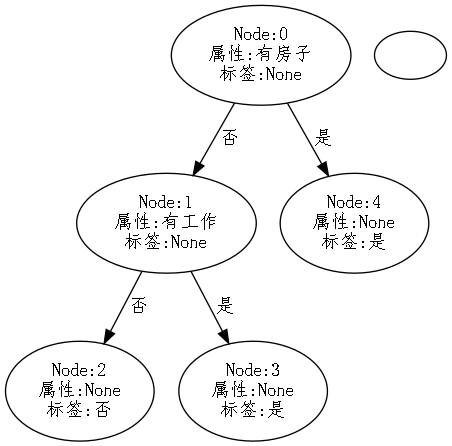 Node:0
属性:有房子
标签:None
否
是
Node:1
属性:有工作
标签:None
Node:4
属性:None
标签:是
否
是
Node:2
属性:None
标签:否
Node:3
属性:None
标签:是